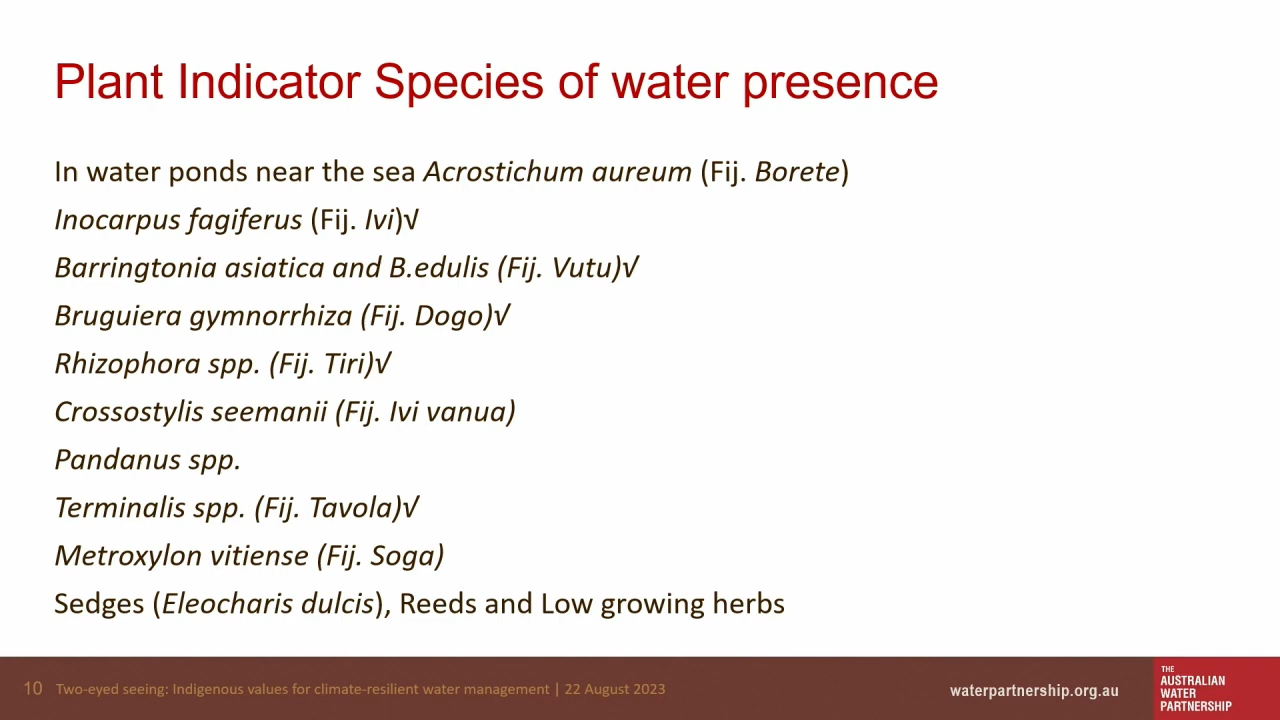 Plant Indicator Species of water presence
In water ponds near the sea Acrostichum aureum (Fij. Borete)
Inocarpus fagiferus (Fij. Ivi)√
Barringtonia asiatica and B.edulis (Fij. Vutu)√
Bruguiera gymnorrhiza (Fij. Dogo)√
Rhizophora spp. (Fij. Tiri)√
Crossostylis seemanii (Fij. Ivi vanua)
Pandanus spp.
Terminalis spp. (Fij. Tavola)√
Metroxylon vitiense (Fij. Soga)
Sedges (Eleocharis dulcis), Reeds and Low growing herbs
10 Two-eyed seeing: Indigenous values for climate-resilient water management | 22 August 2023
waterpartnership.org.au
THE
AUSTRALIAN
WATER
PARTNERSHIP